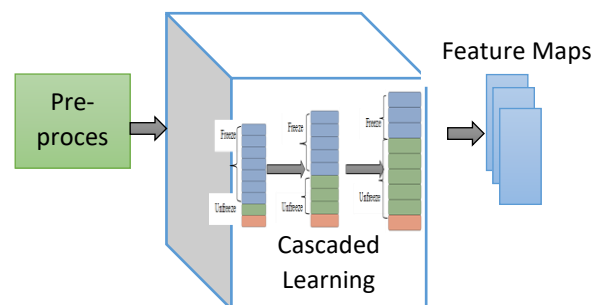 Feature Maps
Pre-
proces
Freeze
Unfreeze
Freeze
Unfreeze
Freeze
Unfreeze
Cascaded
Learning